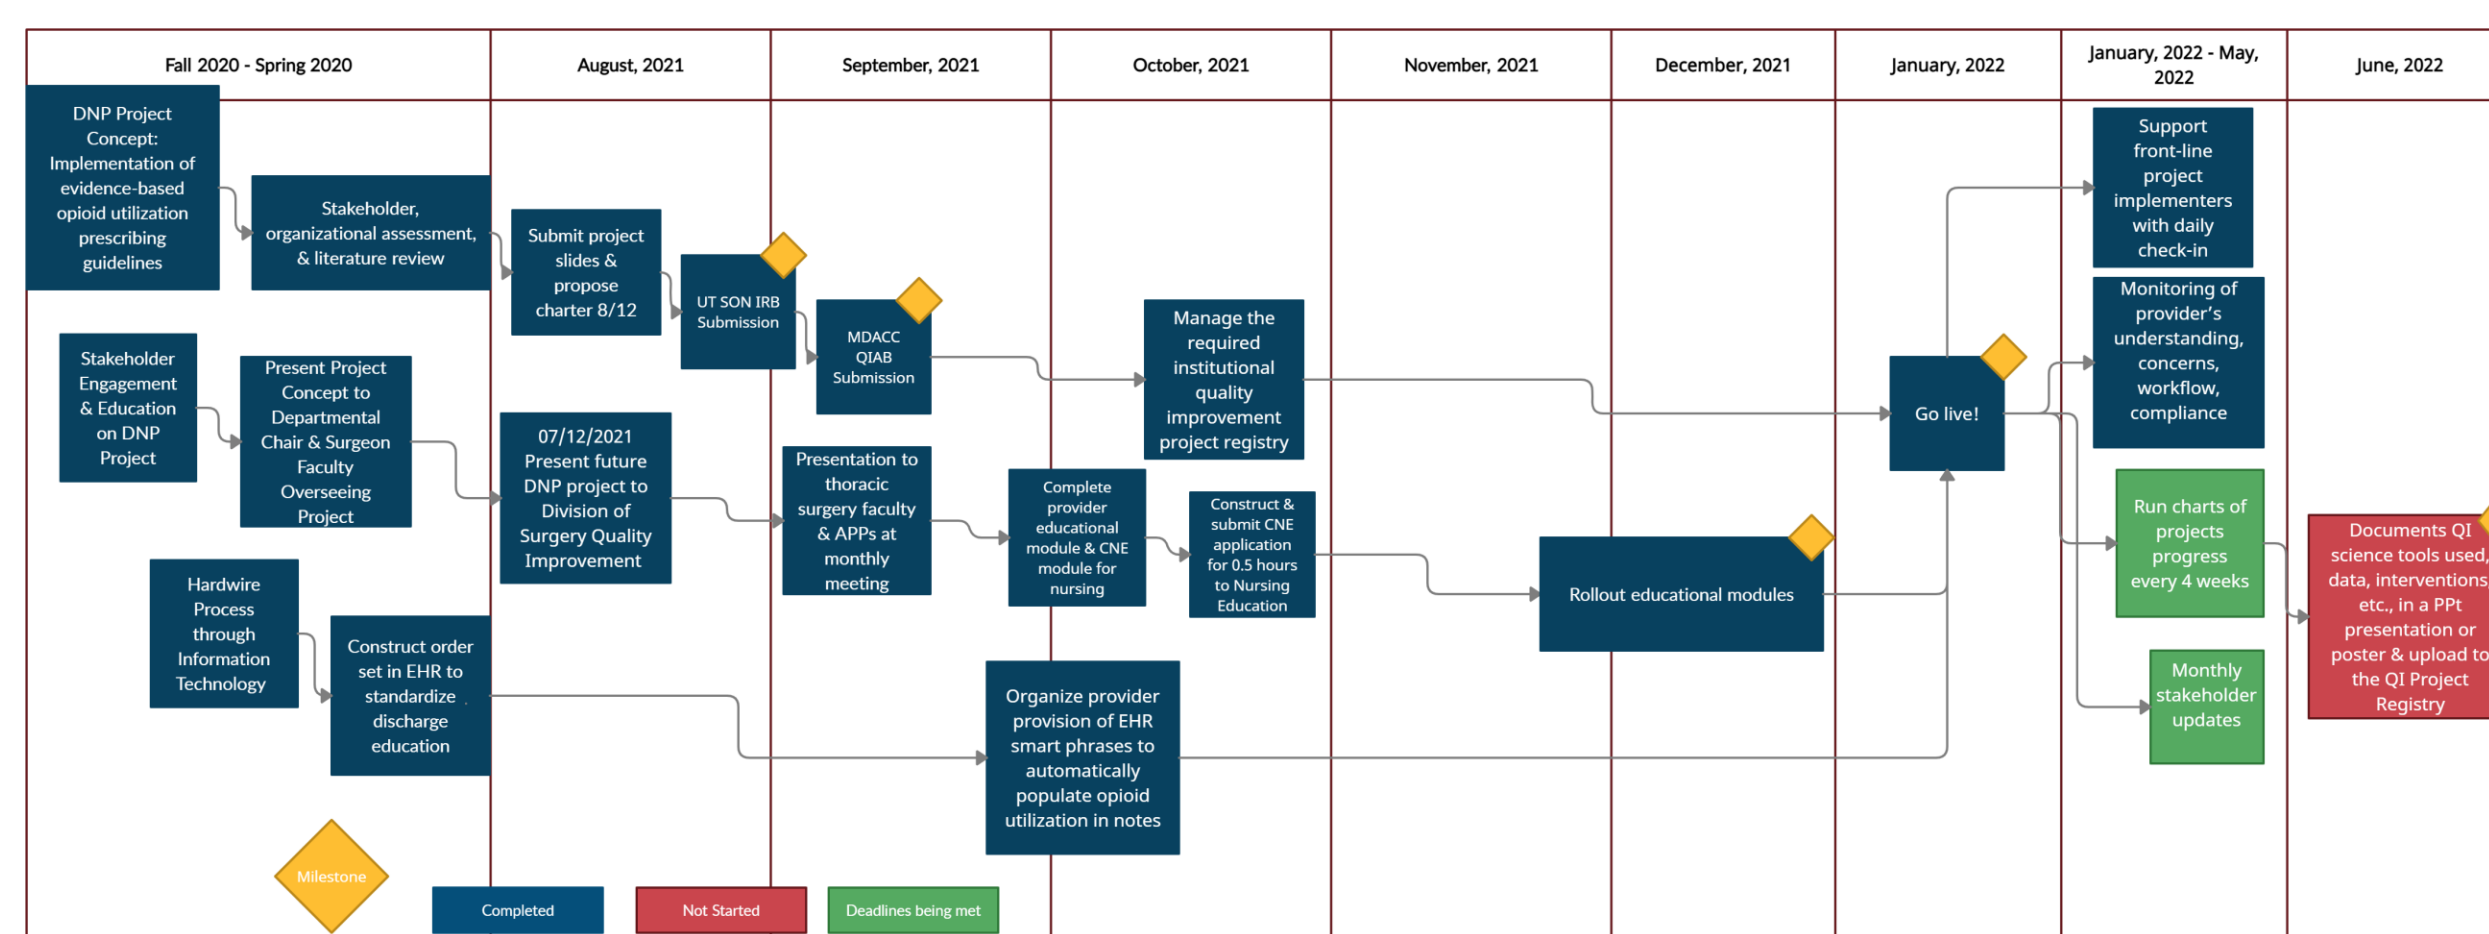 Fall 2020 - Spring 2020
August, 2021
September, 2021
October, 2021
November, 2021
December, 2021
January, 2022
January, 2022 - May,
2022
June, 2022
DNP Project
Concept:
Implementation of
evidence-based
opioid utilization
prescribing
guidelines
Stakeholder,
organizational assessment,
& literature review
Submit project
slides &
propose
charter 8/12
UT SON IRB
Submission
MDACC
QIAB
Submission
Manage the
required
institutional
quality
improvement
project registry
Go live!
Support
front-line
project
implementers
with daily
check-in
Monitoring of
provider's
understanding,
concerns,
workflow,
compliance
Stakeholder
Engagement
& Education
on DNP
Project
Present Project
Concept to
Departmental
Chair & Surgeon
Faculty
Overseeing
Project
07/12/2021
Present future
DNP project to
Division of
Surgery Quality
Improvement
Presentation to
thoracic
surgery faculty
& APPs at
monthly
meeting
Complete
provider
educational
module & CNE
module for
nursing
Construct &
submit CNE
application
for 0.5 hours
to Nursing
Education
Rollout educational modules
Run charts of
projects
progress
every 4 weeks
Documents QI
science tools used,
data, interventions,
etc., in a PPt
presentation or
poster & upload to
the QI Project
Registry
Hardwire
Process
through
Information
Technology
Construct order
set in EHR to
standardize
discharge
education
Organize provider
provision of EHR
smart phrases to
automatically
populate opioid
utilization in notes
Monthly
stakeholder
updates
Milestone
Completed
Not Started
Deadlines being met